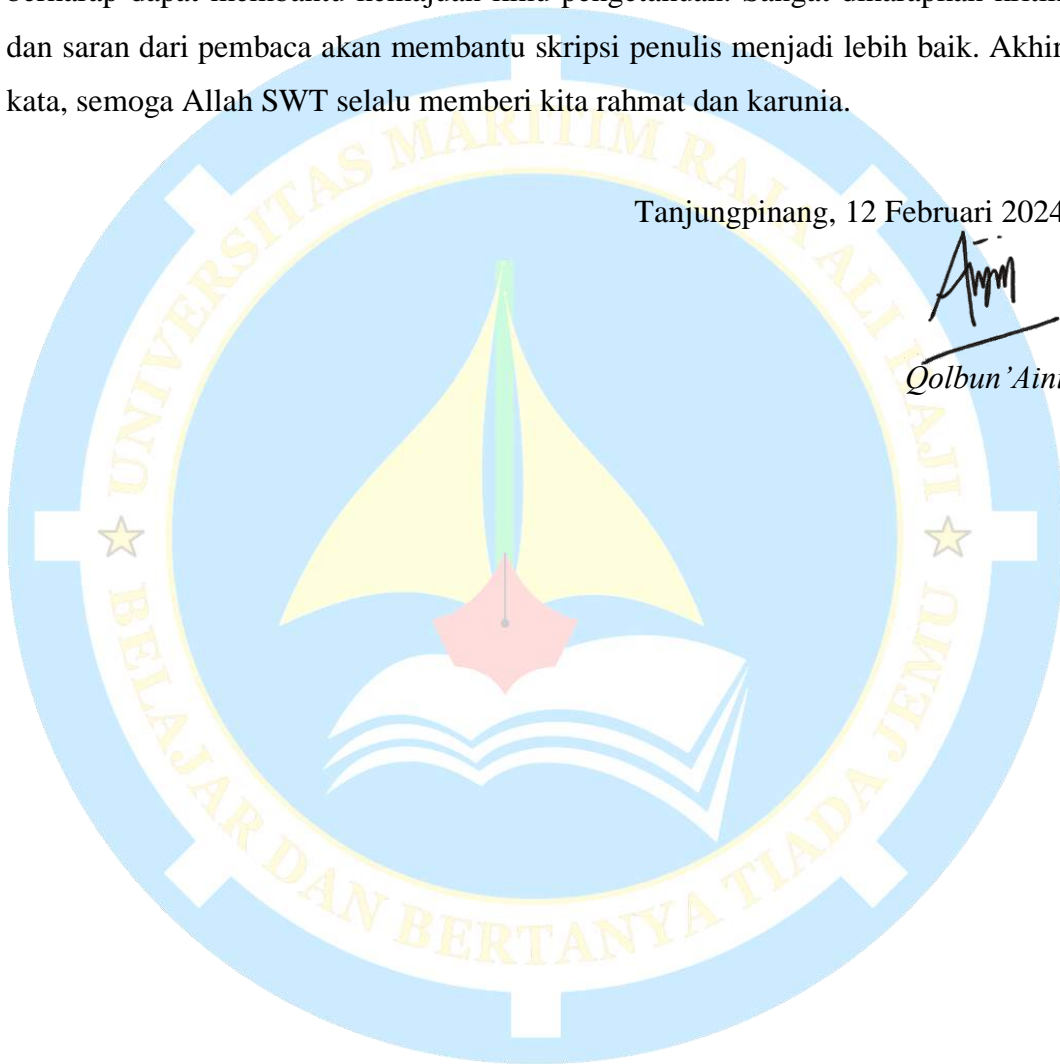 dan saran dari pembaca akan membantu skripsi penulis menjadi lebih baik. Akhir
kata, semoga Allah SWT selalu memberi kita rahmat dan karunia.
Tanjungpinang, 12 Februari 2024
Qolbun’Aini
UNIVERSITAS MARITIM RAJA ALI HAJI
BELAJAR DAN BERTANYA TIADA JEMU